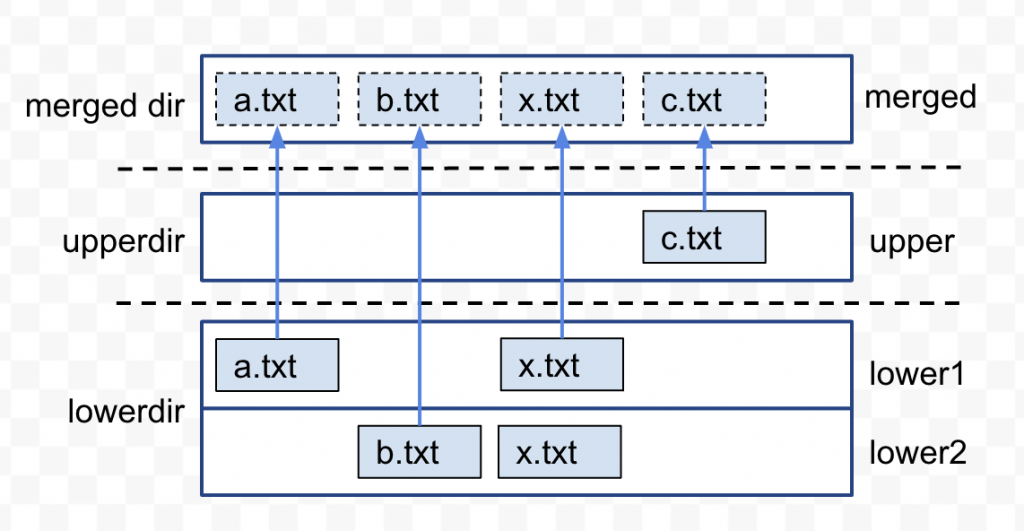 merged dir a.txt b.txt x.txt c.txt merged
upperdir c.txt upper
lowerdir
a.txt x.txt lower1
b.txt x.txt lower2